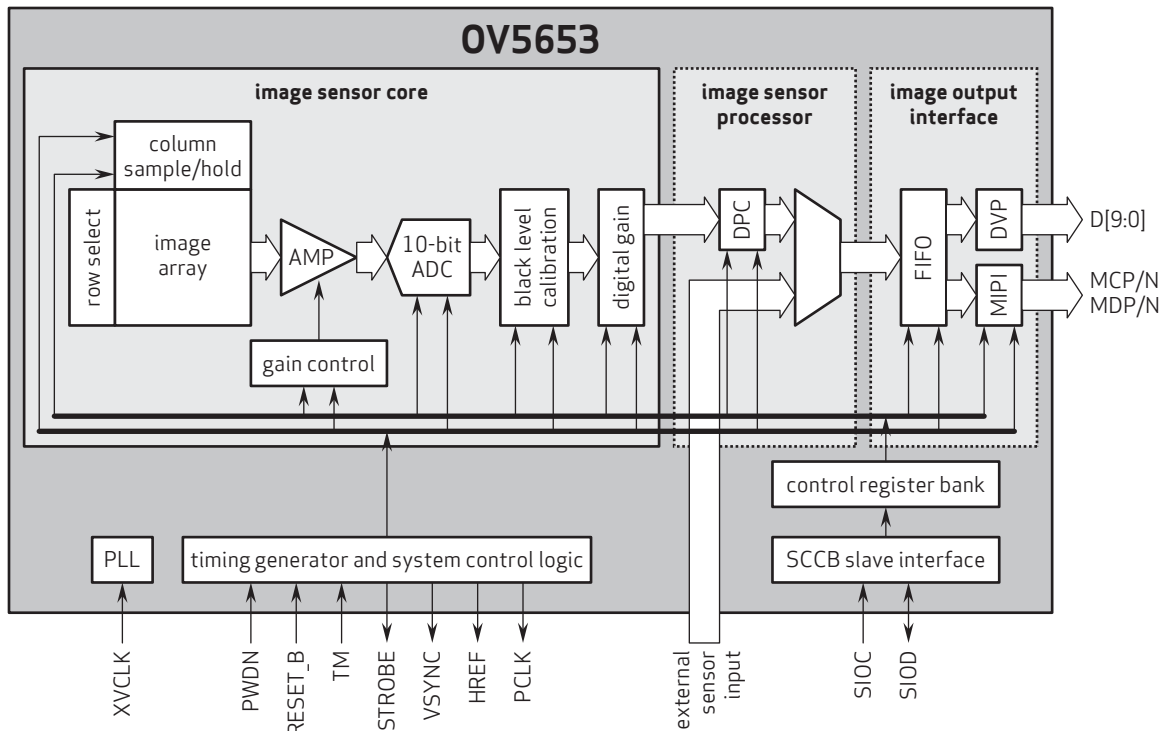 OV5653
image sensor core
image sensor
processor
image output
interface
column
sample/hold
row select
image
array
AMP
10-bit
ADC
black level
calibration
digital gain
DPC
FIFO
DVP
MIPI
D[9:0]
MCP/N
MDP/N
gain control
control register bank
PLL
timing generator and system control logic
SCCB slave interface
XVCLK
PWDN
RESET_B
TM
STROBE
VSYNC
HREF
PCLK
external
sensor
input
SIOC
SIOD